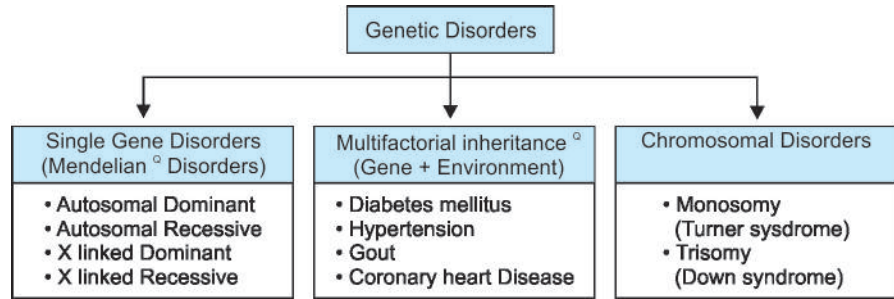 Genetic Disorders
Single Gene Disorders
(Mendelian Q Disorders)
• Autosomal Dominant
• Autosomal Recessive
• X linked Dominant
• X linked Recessive
Multifactorial inheritance Q
(Gene + Environment)
• Diabetes mellitus
• Hypertension
• Gout
• Coronary heart Disease
Chromosomal Disorders
• Monosomy
(Turner sysdrome)
• Trisomy
(Down syndrome)